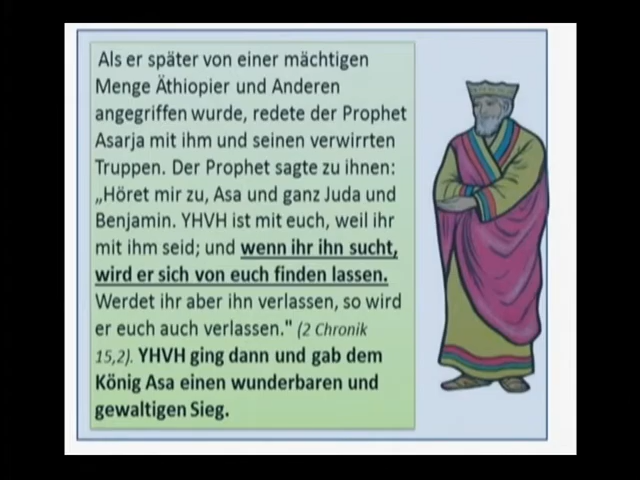 Als er später von einer mächtigen
Menge Äthiopier und Anderen
angegriffen wurde, redete der Prophet
Asarja mit ihm und seinen verwirrten
Truppen. Der Prophet sagte zu ihnen:
„Höret mir zu, Asa und ganz Juda und
Benjamin. YHVH ist mit euch, weil ihr
mit ihm seid; und wenn ihr ihn sucht,
wird er sich von euch finden lassen.
Werdet ihr aber ihn verlassen, so wird
er euch auch verlassen." (2 Chronik
15,2). YHVH ging dann und gab dem
König Asa einen wunderbaren und
gewaltigen Sieg.